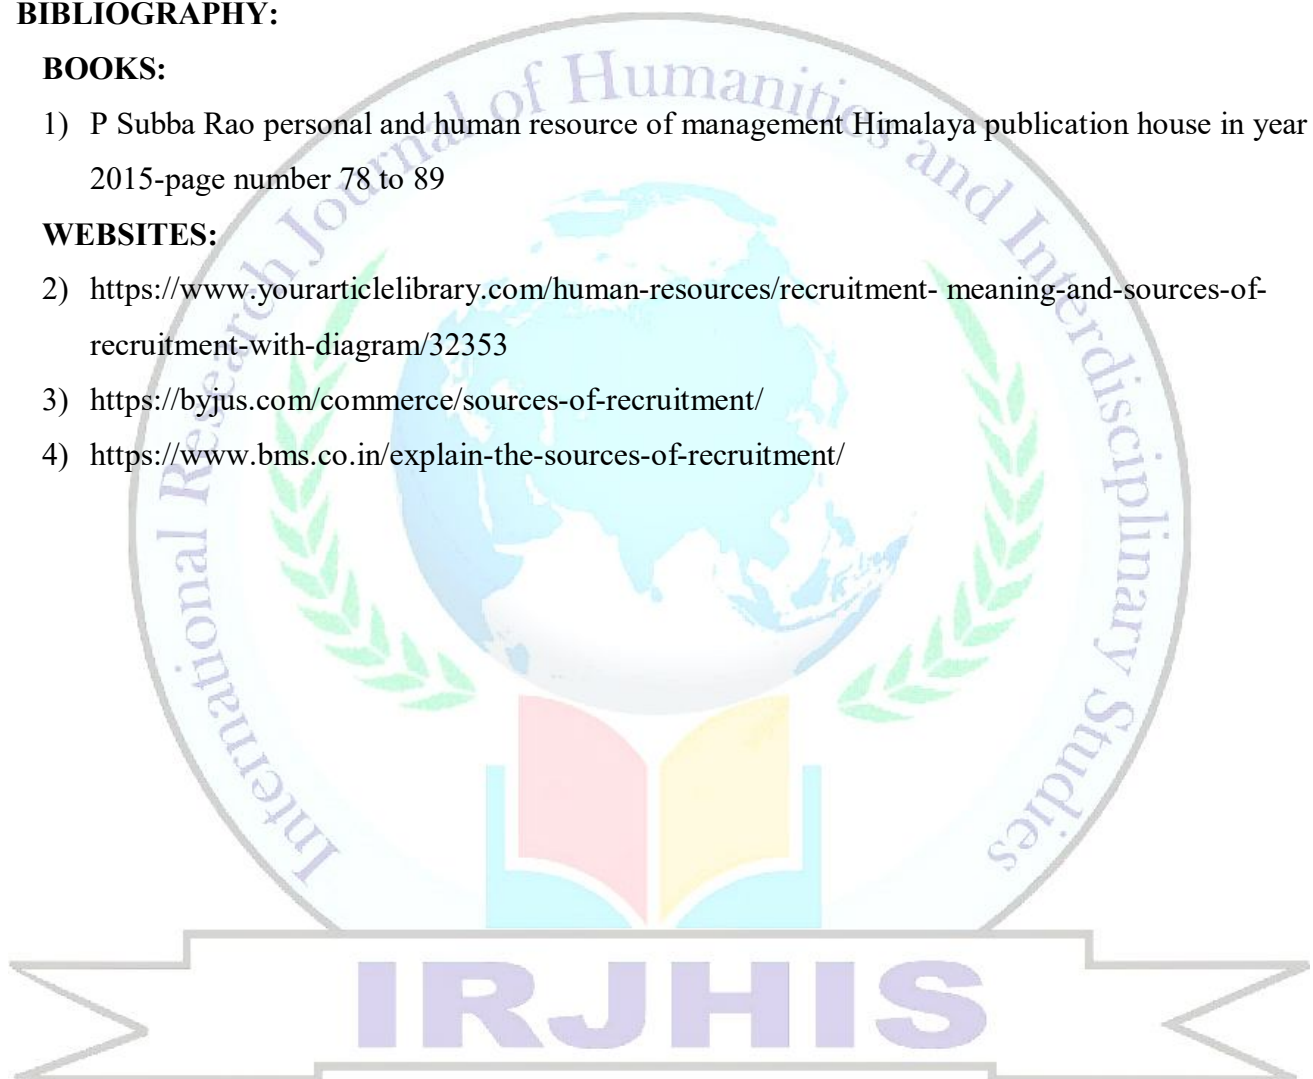 BIBLIOGRAPHY:
BOOKS:
1) P Subba Rao personal and human resource of management Himalaya publication house in year
2015-page number 78 to 89
WEBSITES:
2) https://www.yourarticlelibrary.com/human-resources/recruitment- meaning-and-sources-of-
recruitment-with-diagram/32353
3) https://byjus.com/commerce/sources-of-recruitment/
4) https://www.bms.co.in/explain-the-sources-of-recruitment/
International Research Journal of Humanities and Interdisciplinary Studies
IRJHIS